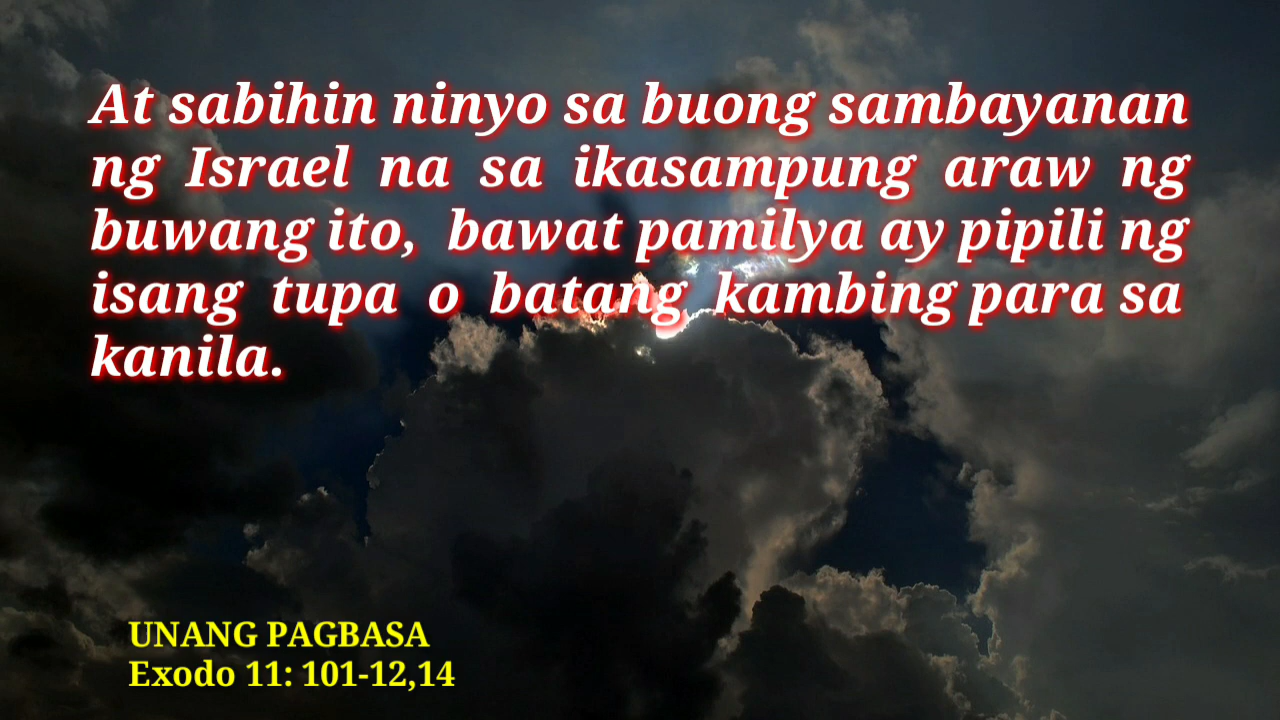 At sabihin ninyo sa buong sambayanan
ng Israel na sa ikasampung araw ng
buwang ito, bawat pamilya ay pipili ng
isang tupa o batang kambing para sa
kanila.
UNANG PAGBASA
Exodo 11: 101-12,14